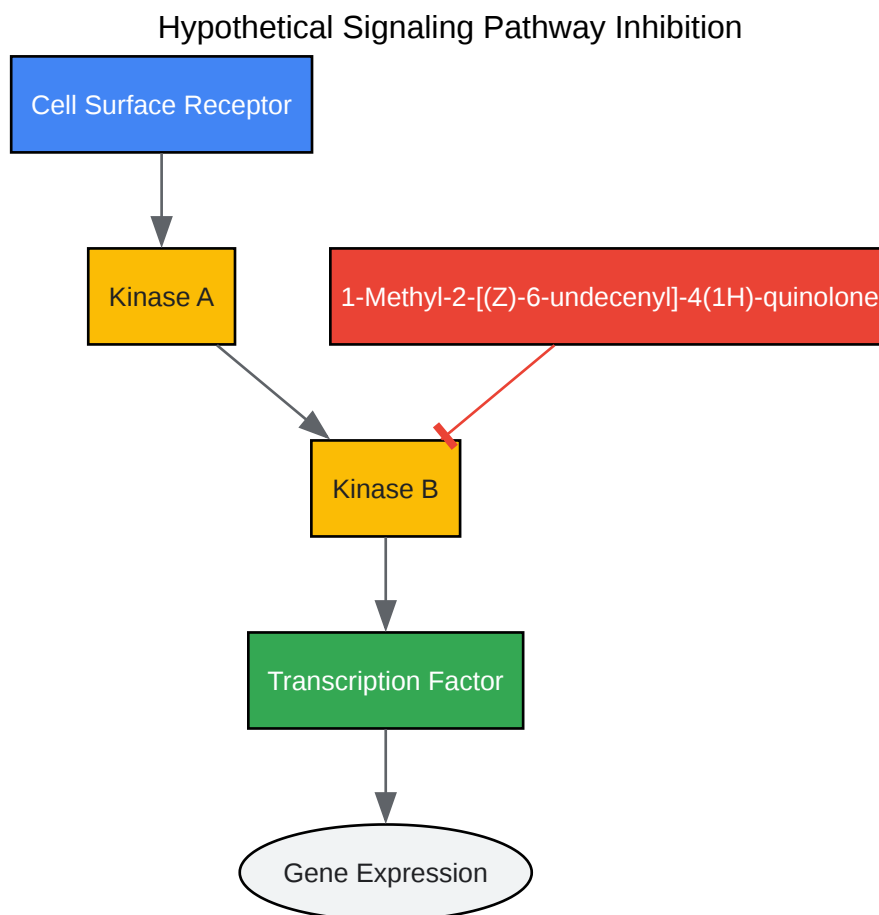 Hypothetical Signaling Pathway Inhibition
Cell Surface Receptor
Kinase A
1-Methyl-2-[(Z)-6-undecenyl]-4(1H)-quinolone
Kinase B
Transcription Factor
Gene Expression